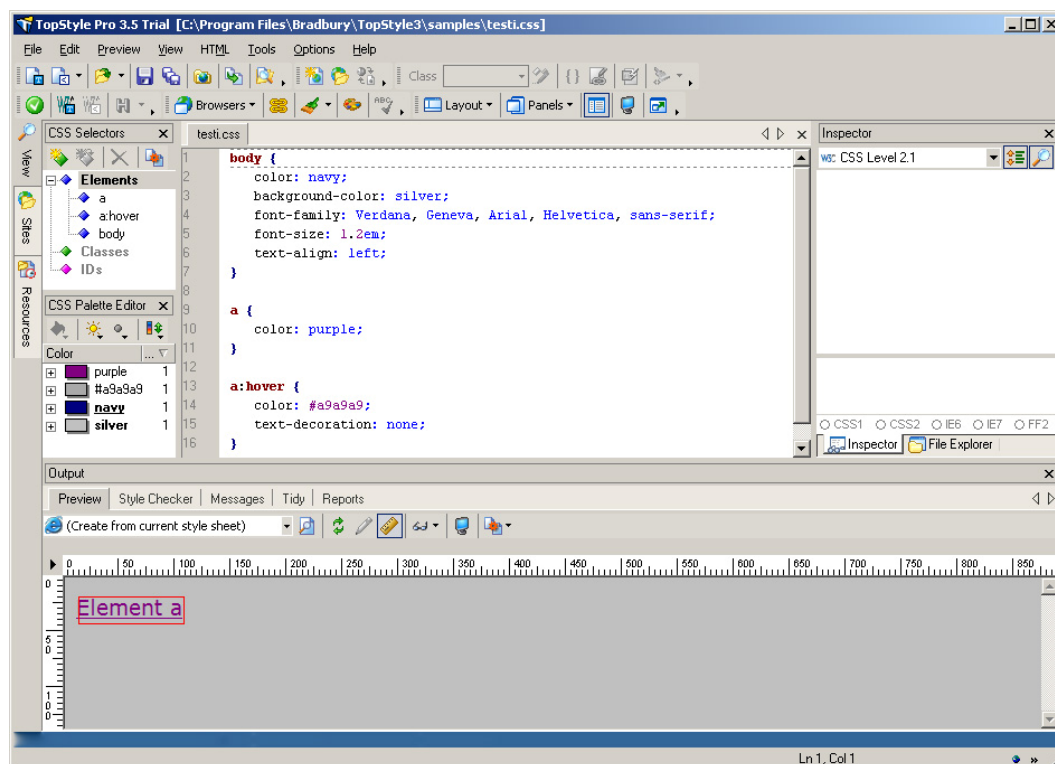 TopStyle Pro 3.5 Trial [C:\Program Files\Bradbury\TopStyle3\samples\testi.css]
File Edit Preview View HTML Tools Options Help
Class
Browsers Layout Panels
View
Sites
Resources
CSS Selectors
Elements
a
a:hover
body
Classes
IDs
CSS Palette Editor
Color ...
purple 1
#a9a9a9 1
navy 1
silver 1
testi.css
1 body {
2 color: navy;
3 background-color: silver;
4 font-family: Verdana, Geneva, Arial, Helvetica, sans-serif;
5 font-size: 1.2em;
6 text-align: left;
7 }
8
9 a {
10 color: purple;
11 }
12
13 a:hover {
14 color: #a9a9a9;
15 text-decoration: none;
16 }
Inspector
W3C CSS Level 2.1
CSS1 CSS2 IE6 IE7 FF2
Inspector File Explorer
Output
Preview Style Checker Messages Tidy Reports
(Create from current style sheet)
0 50 100 150 200 250 300 350 400 450 500 550 600 650 700 750 800 850
0
50
100
Element a
Ln 1, Col 1